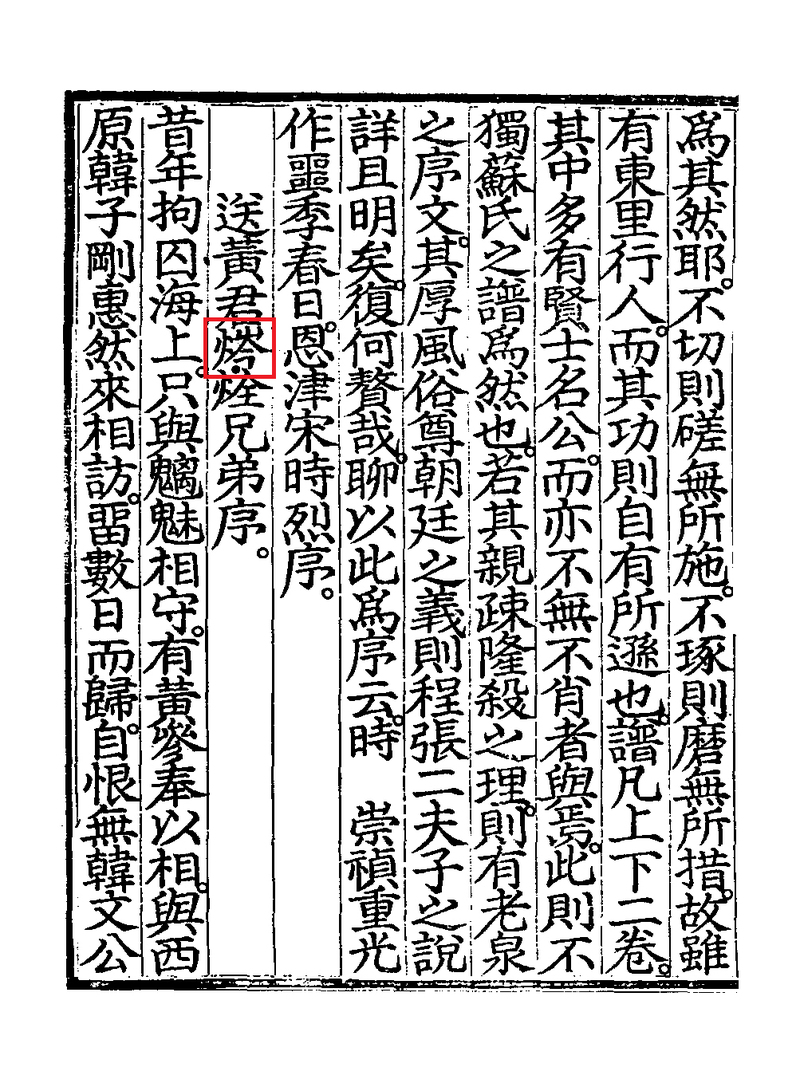 爲其然耶。不切則磋無所施。不琢則磨無所措。故雖
有東里行人。而其功則自有所遜也。譜凡上下二卷。
其中多有賢士名公。而亦不無不肖者與焉。此則不
獨蘇氏之譜爲然也。若其親疎隆殺之理。則有老泉
之序文。其厚風俗尊朝廷之義則程張二夫子之說
詳且明矣。復何贅哉。聊以此爲序云。時 崇禎重光
作噩季春日。恩津宋時烈序。
送黃君烇兄弟序。
昔年拘囚海上。只與魑魅相守。有黃參奉以相。與西
原韓子剛惠然來相訪。留數日而歸。自恨無韓文公